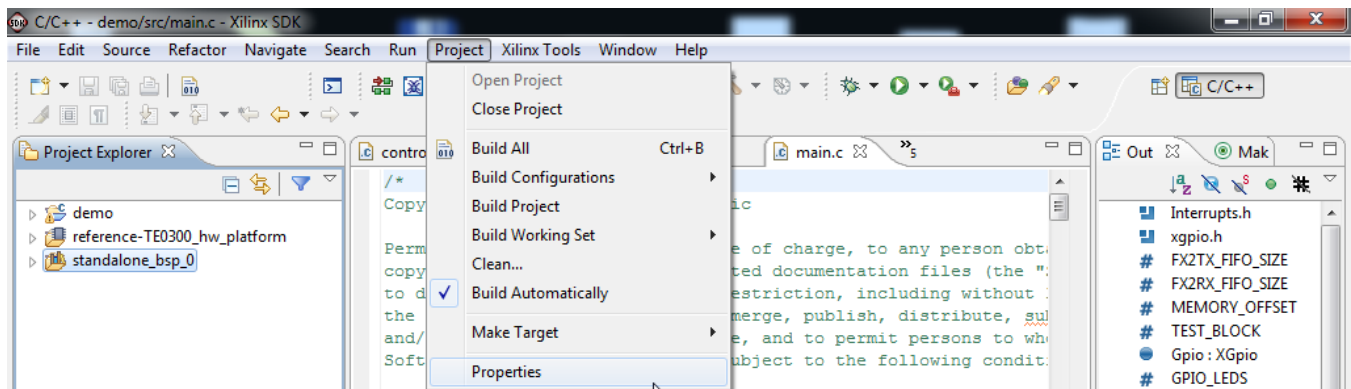 C/C++ - demo/src/main.c - Xilinx SDK
File Edit Source Refactor Navigate Search Run Project Xilinx Tools Window Help
C/C++
Open Project
Close Project
Build All Ctrl+B
Build Configurations
Build Project
Build Working Set
Clean...
Build Automatically
Make Target
Properties
Project Explorer
demo
reference-TE0300_hw_platform
standalone_bsp_0
contro
main.c
5
/*
Copy ic
Perm e of charge, to any person obt
copy ted documentation files (the "
to d estriction, including without
the merge, publish, distribute, sul
and/ e, and to permit persons to wh
Soft ubject to the following condit
Out Mak
Interrupts.h
xgpio.h
# FX2TX_FIFO_SIZE
# FX2RX_FIFO_SIZE
# MEMORY_OFFSET
# TEST_BLOCK
Gpio : XGpio
# GPIO_LEDS